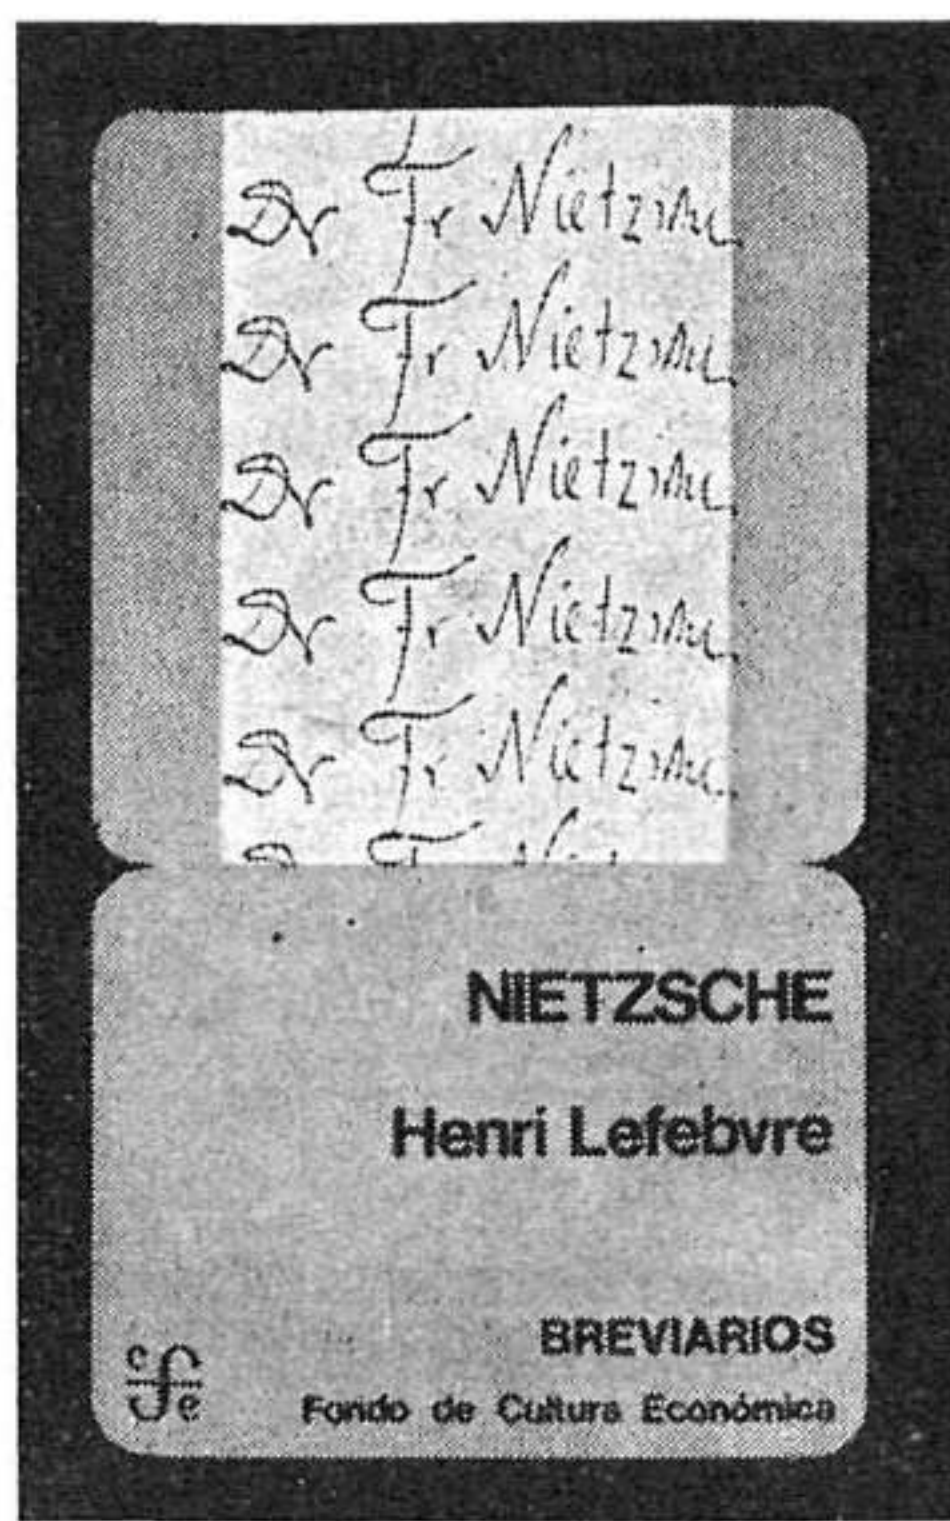 Dr Fr Nietzsche
Dr Fr Nietzsche
Dr Fr Nietzsche
Dr Fr Nietzsche
Dr Fr Nietzsche
NIETZSCHE
Henri Lefebvre
BREVIARIOS
cfe
Fondo de Cultura Económica